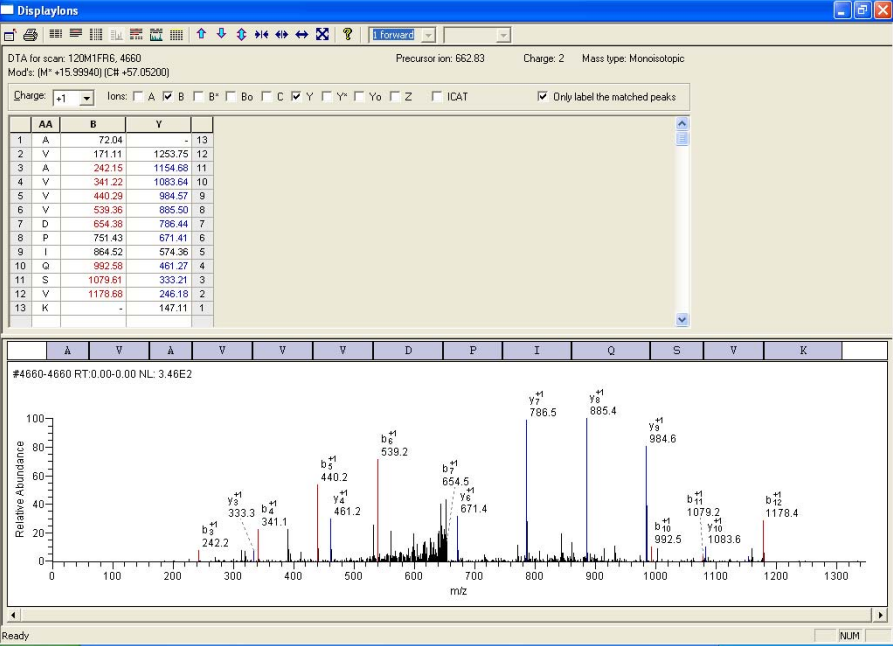 DisplayIons
1 forward
DTA for scan: 120M1FR6, 4660 Precursor ion: 662.83 Charge: 2 Mass type: Monoisotopic
Mod's: (M* +15.99940) (C# +57.05200)
Charge: +1 Ions: A B B* Bo C Y Y* Yo Z ICAT Only label the matched peaks
AA B Y
1 A 72.04 - 13
2 V 171.11 1253.75 12
3 A 242.15 1154.68 11
4 V 341.22 1083.64 10
5 V 440.29 984.57 9
6 V 539.36 885.50 8
7 D 654.38 786.44 7
8 P 751.43 671.41 6
9 I 864.52 574.36 5
10 Q 992.58 461.27 4
11 S 1079.61 333.21 3
12 V 1178.68 246.18 2
13 K - 147.11 1
A V A V V V D P I Q S V K
#4660-4660 RT:0.00-0.00 NL: 3.46E2
Relative Abundance
100
80
60
40
20
0
b3+1
242.2
y3+1
333.3
b4+1
341.1
b5+1
440.2
y4+1
461.2
b6+1
539.2
b7+1
654.5
y6+1
671.4
y7+1
786.5
y8+1
885.4
y9+1
984.6
b10+1
992.5
b11+1
1079.2
y10+1
1083.6
b12+1
1178.4
0 100 200 300 400 500 600 700 800 900 1000 1100 1200 1300
m/z
Ready NUM